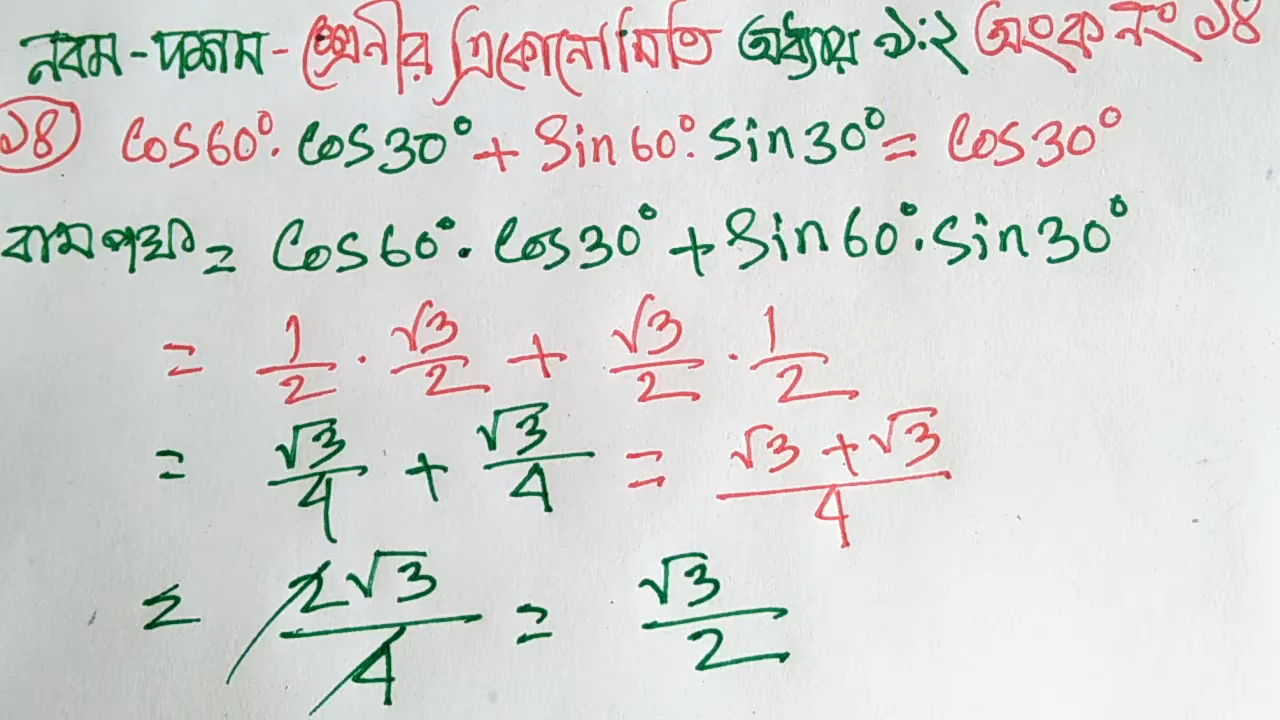 নবম-দশম-শ্রেনীর ত্রিকোনোমিতি অধ্যায় ৯:২ অংক নং ১৪
১৪ cos60°. cos30° + Sin60°. sin30° = cos30°
বামপক্ষ = cos60°. cos30° + Sin60°. sin30°
= 1/2 . √3/2 + √3/2 . 1/2
= √3/4 + √3/4 = √3+√3/4
= 2√3/4 = √3/2